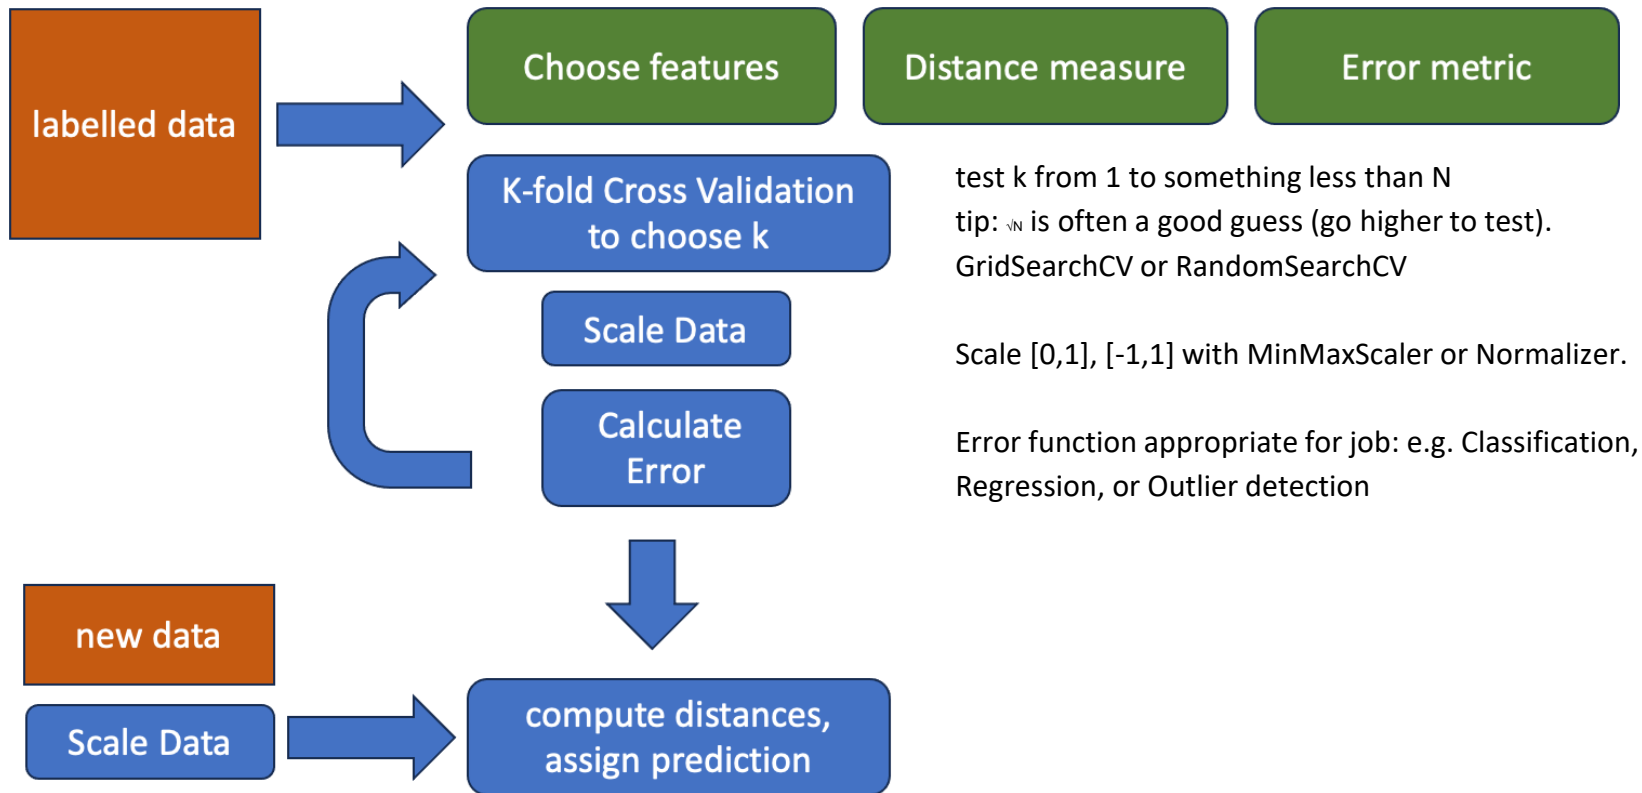 labelled data
Choose features
Distance measure
Error metric
K-fold Cross Validation
to choose k
test k from 1 to something less than N
tip: √N is often a good guess (go higher to test).
GridSearchCV or RandomSearchCV
Scale Data
Scale [0,1], [-1,1] with MinMaxScaler or Normalizer.
Calculate
Error
Error function appropriate for job: e.g. Classification,
Regression, or Outlier detection
new data
Scale Data
compute distances,
assign prediction